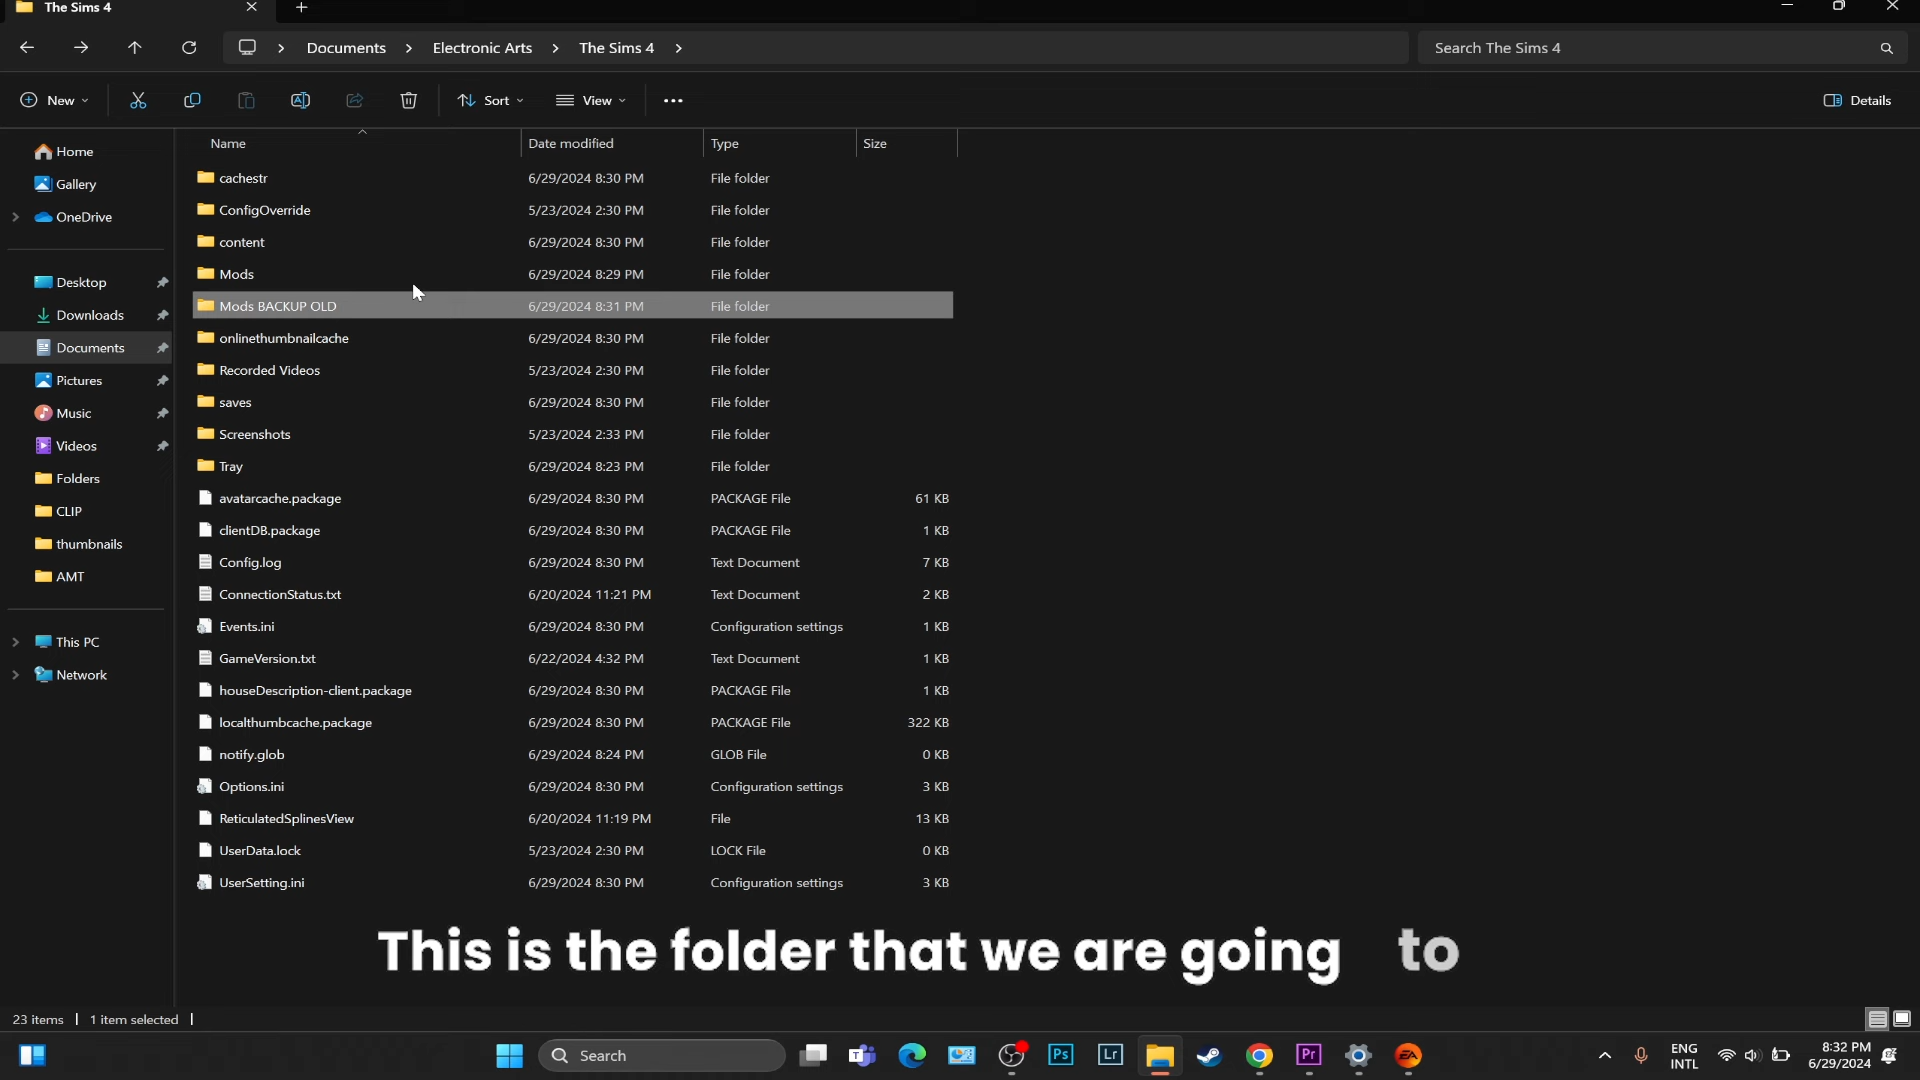 The Sims 4
Documents > Electronic Arts > The Sims 4 >
Search The Sims 4
New
Sort
View
Details
Name Date modified Type Size
Home
Gallery
OneDrive
Desktop
Downloads
Documents
Pictures
Music
Videos
Folders
CLIP
thumbnails
AMT
This PC
Network
cachestr 6/29/2024 8:30 PM File folder
ConfigOverride 5/23/2024 2:30 PM File folder
content 6/29/2024 8:30 PM File folder
Mods 6/29/2024 8:29 PM File folder
Mods BACKUP OLD 6/29/2024 8:31 PM File folder
onlinethumbnailcache 6/29/2024 8:30 PM File folder
Recorded Videos 5/23/2024 2:30 PM File folder
saves 6/29/2024 8:30 PM File folder
Screenshots 5/23/2024 2:33 PM File folder
Tray 6/29/2024 8:23 PM File folder
avatarcache.package 6/29/2024 8:30 PM PACKAGE File 61 KB
clientDB.package 6/29/2024 8:30 PM PACKAGE File 1 KB
Config.log 6/29/2024 8:30 PM Text Document 7 KB
ConnectionStatus.txt 6/20/2024 11:21 PM Text Document 2 KB
Events.ini 6/29/2024 8:30 PM Configuration settings 1 KB
GameVersion.txt 6/22/2024 4:32 PM Text Document 1 KB
houseDescription-client.package 6/29/2024 8:30 PM PACKAGE File 1 KB
localthumbcache.package 6/29/2024 8:30 PM PACKAGE File 322 KB
notify.glob 6/29/2024 8:24 PM GLOB File 0 KB
Options.ini 6/29/2024 8:30 PM Configuration settings 3 KB
ReticulatedSplinesView 6/20/2024 11:19 PM File 13 KB
UserData.lock 5/23/2024 2:30 PM LOCK File 0 KB
UserSetting.ini 6/29/2024 8:30 PM Configuration settings 3 KB
This is the folder that we are going to
23 items 1 item selected
Search
Ps
Lr
Pr
EA
ENG
INTL
8:32 PM
6/29/2024